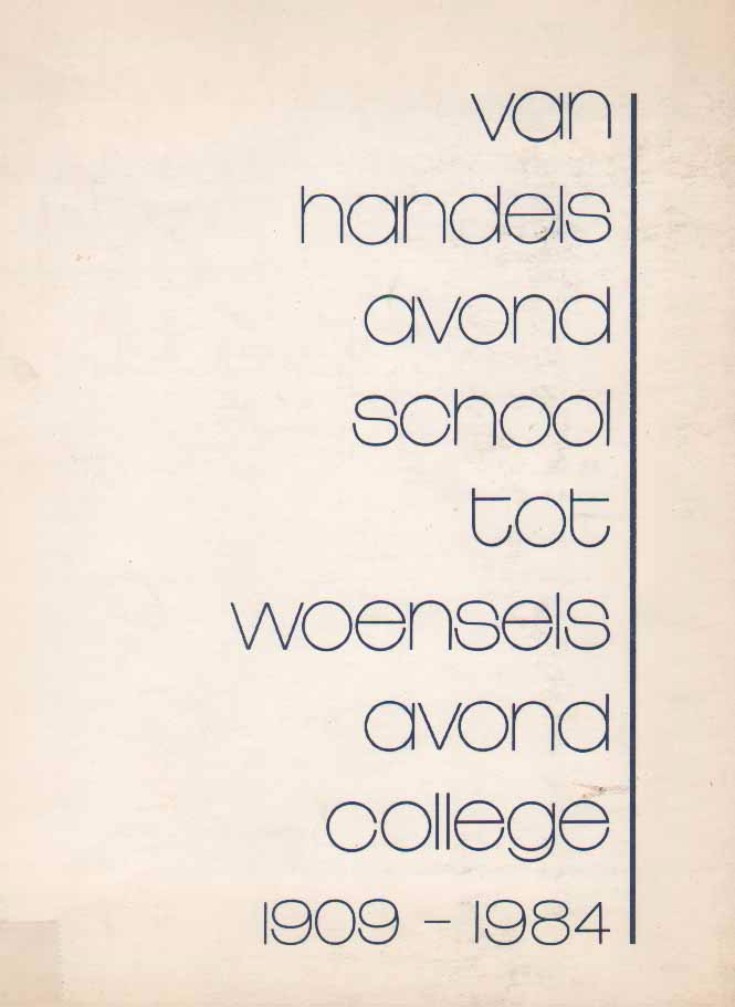 van
handels
avond
school
tot
woensels
avond
college
1909 - 1984